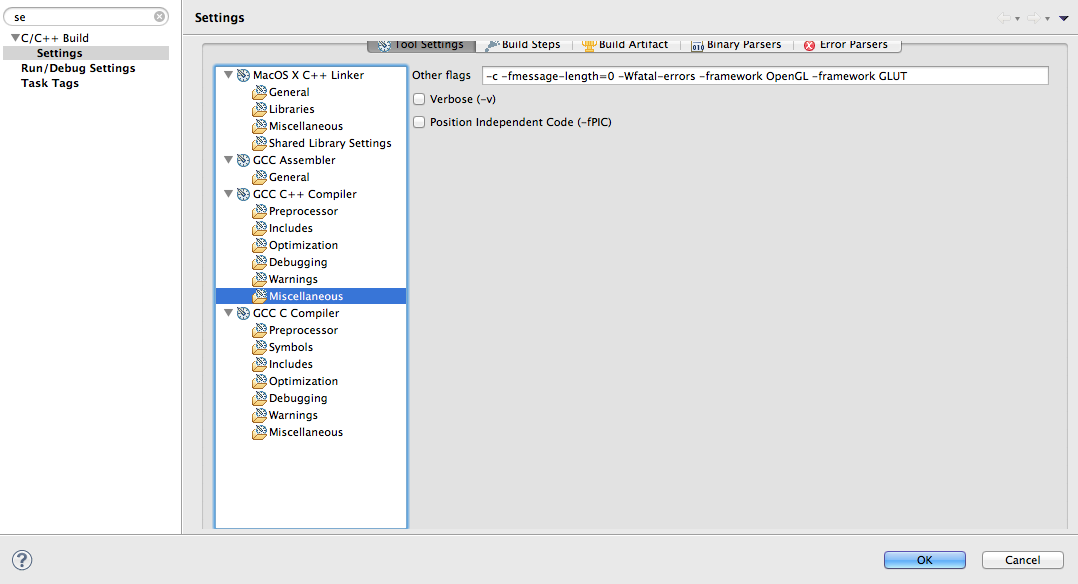 se
Settings
C/C++ Build
Settings
Run/Debug Settings
Task Tags
Tool Settings
Build Steps
Build Artifact
Binary Parsers
Error Parsers
MacOS X C++ Linker
General
Libraries
Miscellaneous
Shared Library Settings
GCC Assembler
General
GCC C++ Compiler
Preprocessor
Includes
Optimization
Debugging
Warnings
Miscellaneous
GCC C Compiler
Preprocessor
Symbols
Includes
Optimization
Debugging
Warnings
Miscellaneous
Other flags
-c -fmessage-length=0 -Wfatal-errors -framework OpenGL -framework GLUT
Verbose (-v)
Position Independent Code (-fPIC)
?
OK
Cancel